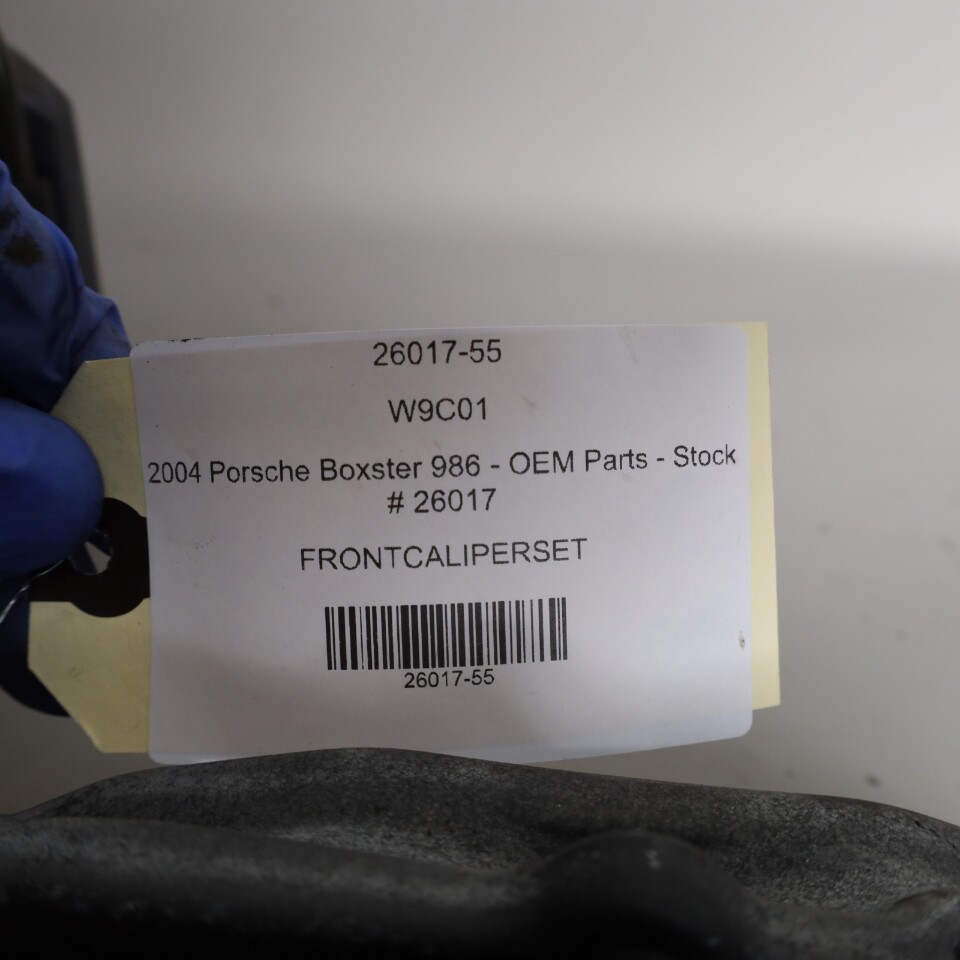 26017-55
W9C01
2004 Porsche Boxster 986 - OEM Parts - Stock
# 26017
FRONTCALIPERSET
26017-55